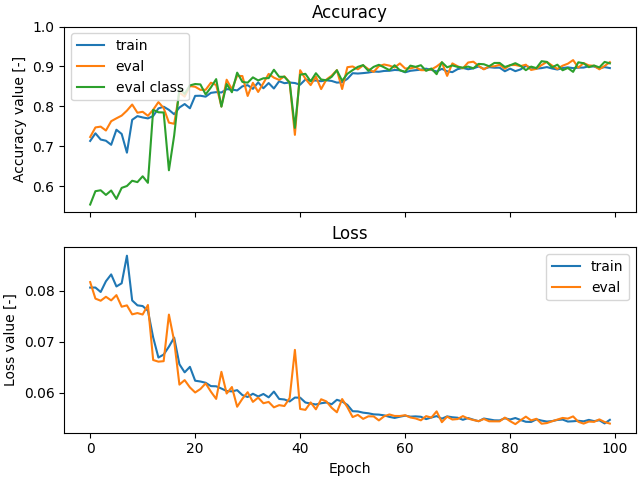 Accuracy
Accuracy value [-]
1.0
0.9
0.8
0.7
0.6
train
eval
eval class
Loss
Loss value [-]
0.08
0.07
0.06
train
eval
0
20
40
60
80
100
Epoch